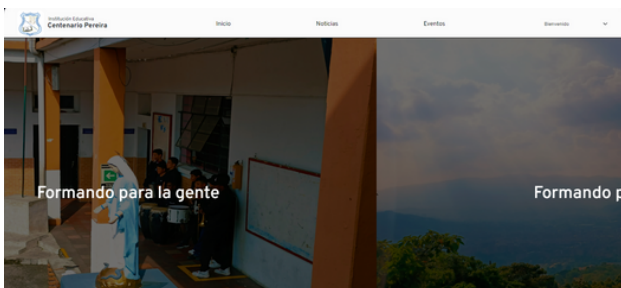 Institución Educativa
Centenario Pereira
Inicio
Noticias
Eventos
Bienvenido
Formando para la gente
Formando p